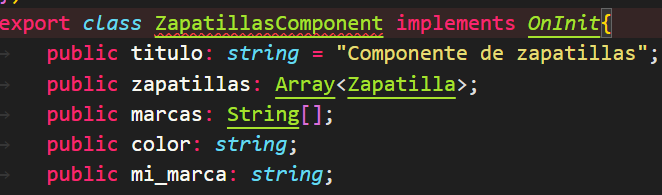 export class ZapatillasComponent implements OnInit{
public titulo: string = "Componente de zapatillas";
public zapatillas: Array<Zapatilla>;
public marcas: String[];
public color: string;
public mi_marca: string;